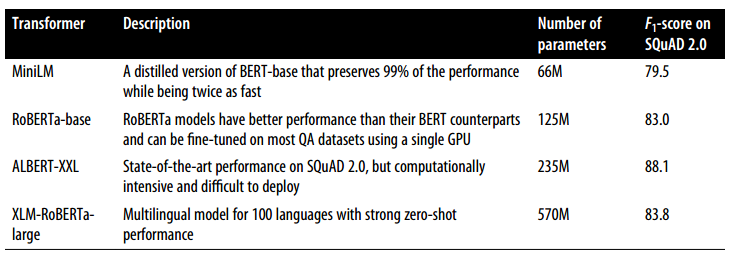 Transformer Description Number of parameters F1-score on SQuAD 2.0
MiniLM A distilled version of BERT-base that preserves 99% of the performance 66M 79.5
while being twice as fast
RoBERTa-base RoBERTa models have better performance than their BERT counterparts 125M 83.0
and can be fine-tuned on most QA datasets using a single GPU
ALBERT-XXL State-of-the-art performance on SQuAD 2.0, but computationally 235M 88.1
intensive and difficult to deploy
XLM-RoBERTa- Multilingual model for 100 languages with strong zero-shot 570M 83.8
large performance